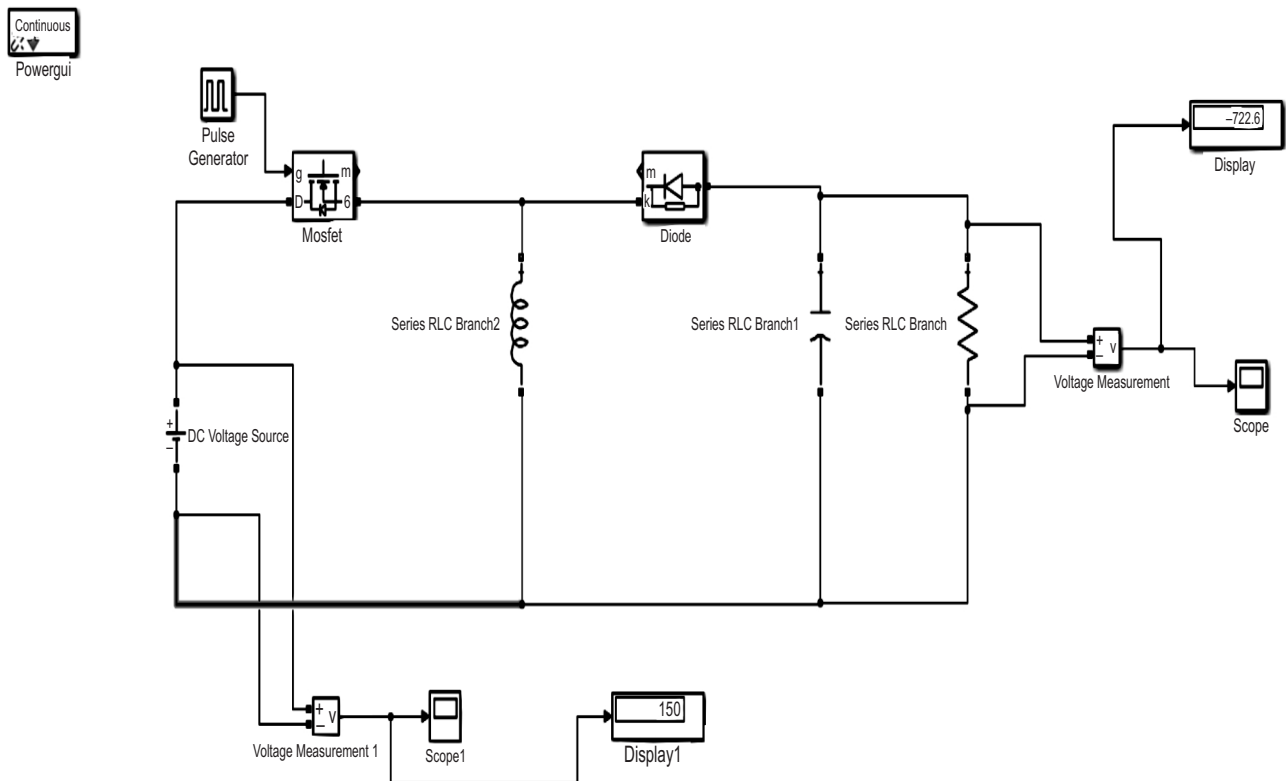 Continuous
Powergui
Pulse
Generator
g
m
D
6
Mosfet
m
k
Diode
–722.6
Display
Series RLC Branch2
Series RLC Branch1
Series RLC Branch
+
–
v
Voltage Measurement
Scope
+
–
DC Voltage Source
+
–
v
Voltage Measurement 1
Scope1
150
Display1